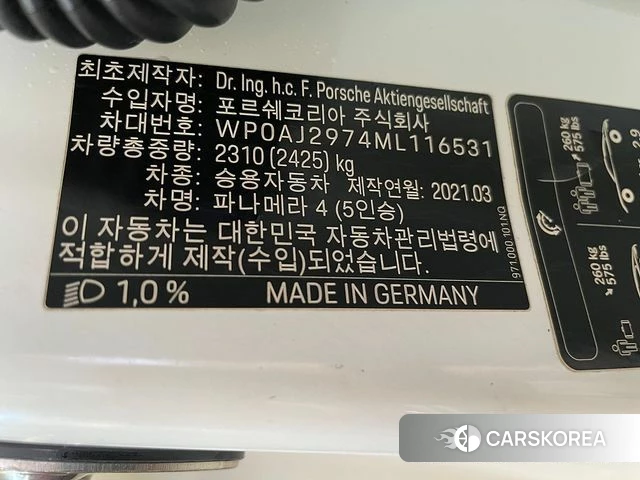 최초제작자: Dr. Ing. h.c. F. Porsche Aktiengesellschaft
수입자명: 포르쉐코리아 주식회사
차대번호: WP0AJ2974ML116531
차량총중량: 2310 (2425) kg
차종: 승용자동차 제작연월: 2021.03
차명: 파나메라 4 (5인승)
이 자동차는 대한민국 자동차관리법령에
적합하게 제작(수입)되었습니다.
1,0 % MADE IN GERMANY
971.000.101 NQ
260 kg
575 lbs
260 kg
575 lbs
CARSKOREA